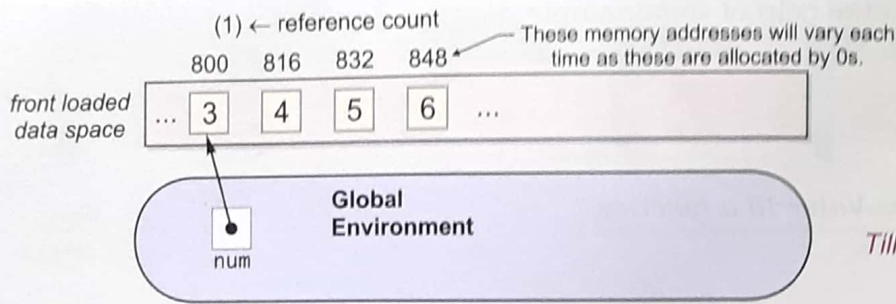 (1) ← reference count
These memory addresses will vary each
time as these are allocated by 0s.
800 816 832 848
front loaded
data space
... 3 4 5 6 ...
Global
Environment
num